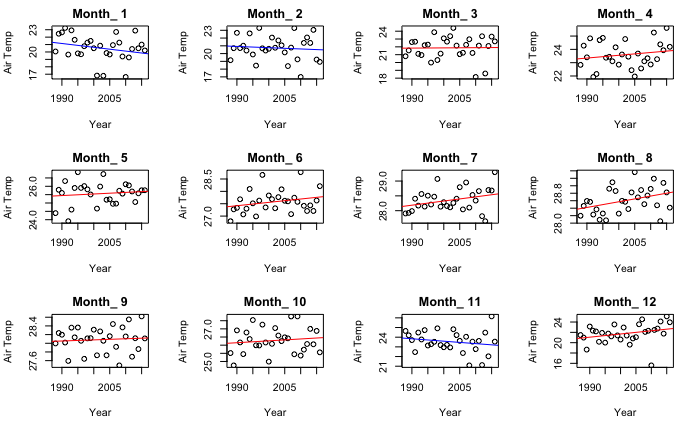 Month_ 1
Month_ 2
Month_ 3
Month_ 4
Air Temp
17
20
23
1990
2005
Year
Air Temp
17
19
21
23
1990
2005
Year
Air Temp
18
21
24
1990
2005
Year
Air Temp
22
24
1990
2005
Year
Month_ 5
Month_ 6
Month_ 7
Month_ 8
Air Temp
24.0
26.0
1990
2005
Year
Air Temp
27.0
28.5
1990
2005
Year
Air Temp
28.0
29.0
1990
2005
Year
Air Temp
28.0
28.8
1990
2005
Year
Month_ 9
Month_ 10
Month_ 11
Month_ 12
Air Temp
27.6
28.4
1990
2005
Year
Air Temp
25.0
27.0
1990
2005
Year
Air Temp
21
24
1990
2005
Year
Air Temp
16
20
24
1990
2005
Year